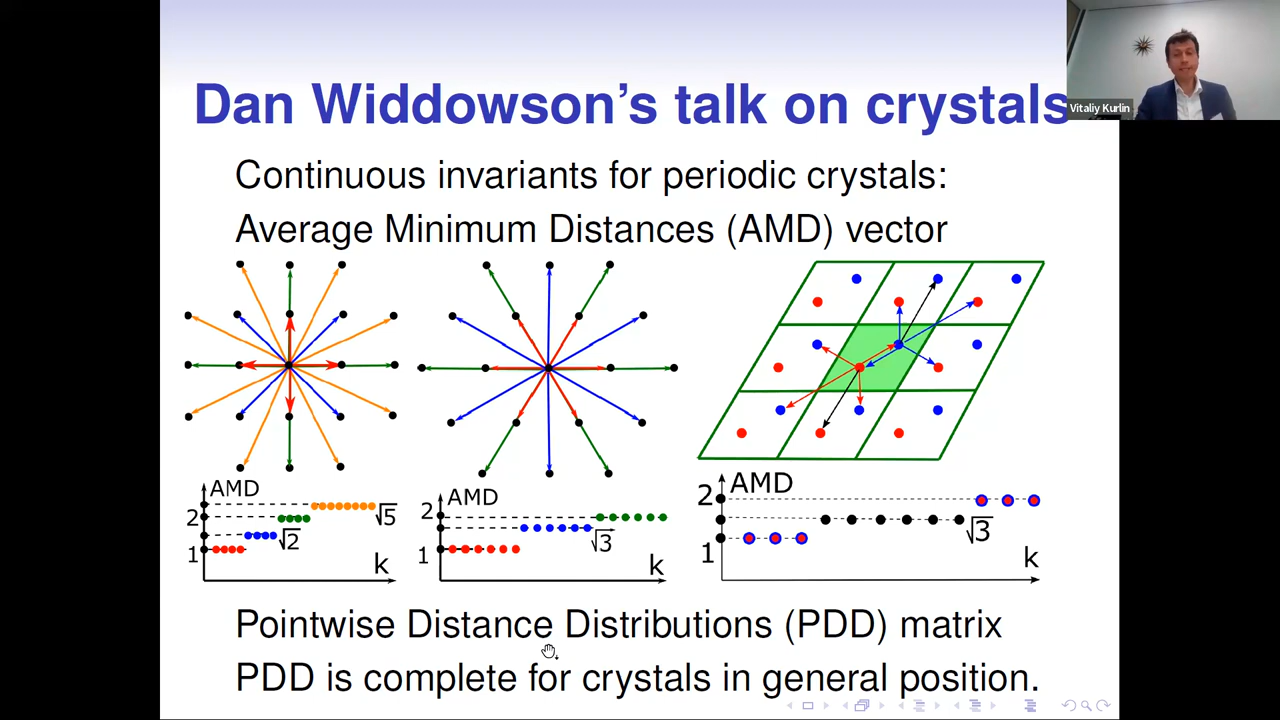 Dan Widdowson's talk on crystals
Vitaliy Kurlin
Continuous invariants for periodic crystals:
Average Minimum Distances (AMD) vector
AMD
2
√5
√2
1
k
AMD
2
√3
1
k
AMD
2
√3
1
k
Pointwise Distance Distributions (PDD) matrix
PDD is complete for crystals in general position.